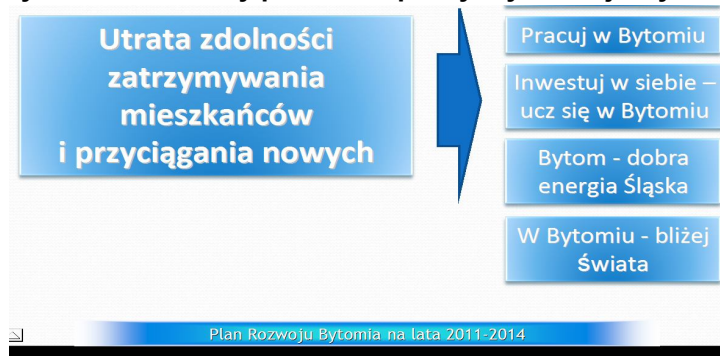 Utrata zdolności
zatrzymywania
mieszkańców
i przyciągania nowych
Pracuj w Bytomiu
Inwestuj w siebie –
ucz się w Bytomiu
Bytom - dobra
energia Śląska
W Bytomiu - bliżej
świata
Plan Rozwoju Bytomia na lata 2011-2014